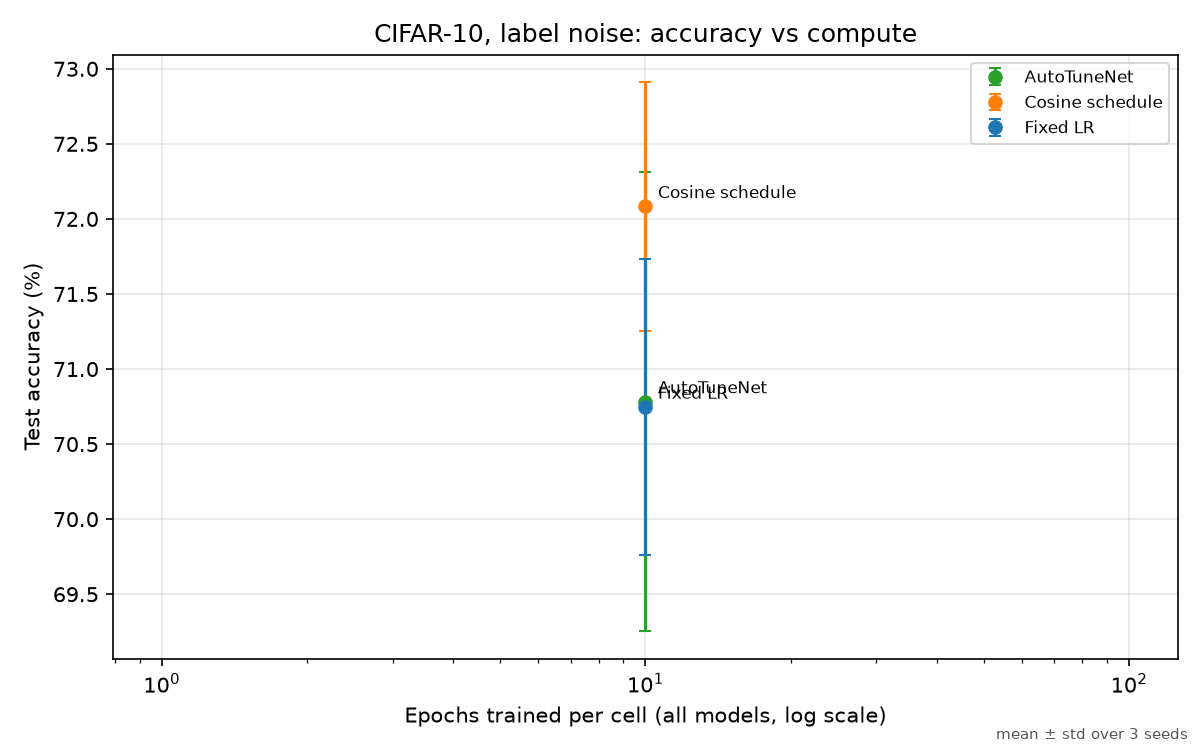 CIFAR-10, label noise: accuracy vs compute
Test accuracy (%)
73.0
72.5
72.0
71.5
71.0
70.5
70.0
69.5
AutoTuneNet
Cosine schedule
Fixed LR
Cosine schedule
AutoTuneNet
Fixed LR
10⁰
10¹
10²
Epochs trained per cell (all models, log scale)
mean ± std over 3 seeds